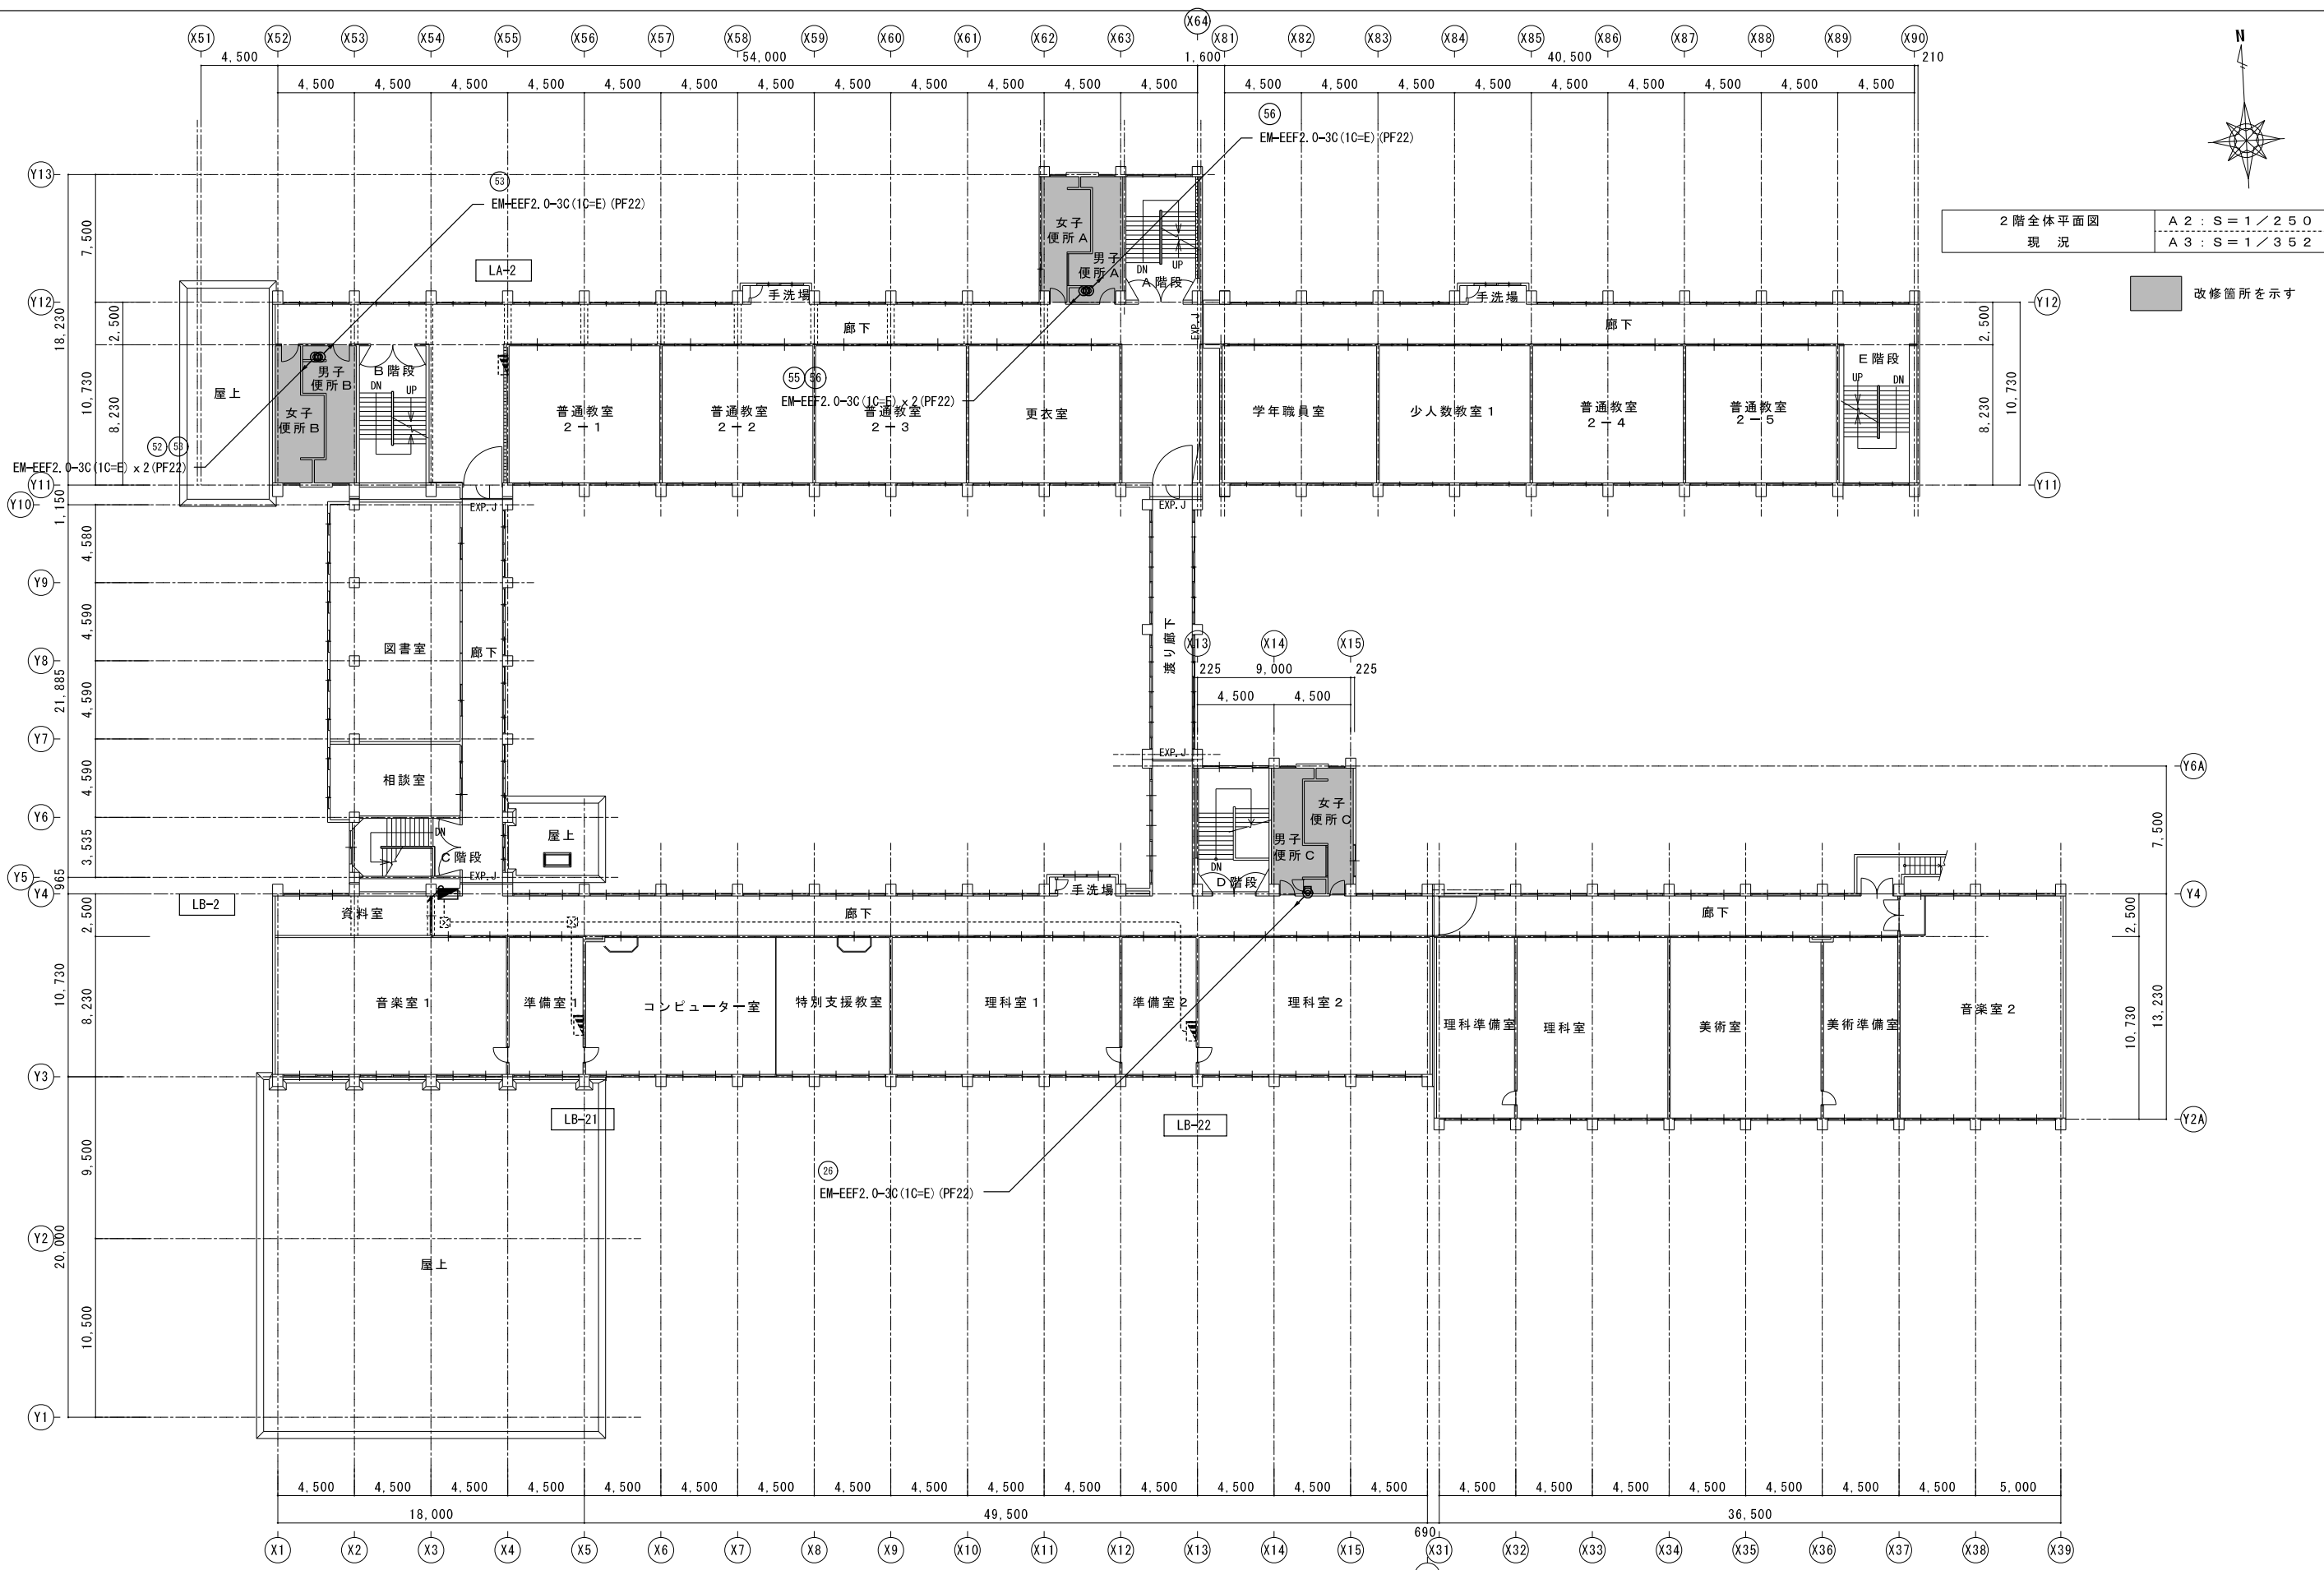 X64
X51 X52 X53 X54 X55 X56 X57 X58 X59 X60 X61 X62 X63 X81 X82 X83 X84 X85 X86 X87 X88 X89 X90
4,500 54,000 1,600 40,500 210
4,500 4,500 4,500 4,500 4,500 4,500 4,500 4,500 4,500 4,500 4,500 4,500 4,500 4,500 4,500 4,500 4,500 4,500 4,500 4,500 4,500
N
56
EM-EEF2.0-3C(1C=E)(PF22)
Y13
53
EM-EEF2.0-3C(1C=E)(PF22)
7,500
18,230
2階全体平面図 A2:S=1/250
現 況 A3:S=1/352
改修箇所を示す
女子
便所A
男子
便所A
DN UP
A階段
LA-2
手洗場
手洗場
Y12
Y12
2,500
廊下
EXP.J
廊下
2,500
男子
便所B
B階段
DN UP
女子
便所B
屋上
10,730
8,230
普通教室
2-1
普通教室
2-2
普通教室
2-3
更衣室
55 56
EM-EEF2.0-3C(1C=E)x2(PF22)
学年職員室
少人数教室1
普通教室
2-4
普通教室
2-5
E階段
UP DN
8,230
10,730
52 53
EM-EEF2.0-3C(1C=E)x2(PF22)
Y11
Y11
Y10
1,150
EXP.J
EXP.J
4,580
Y9
4,590
図書室
廊下
渡り廊下
Y8
21,885
4,590
X13 X14 X15
225 9,000 225
4,500 4,500
Y7
EXP.J
4,590
相談室
Y6A
Y6
3,535
DN
C階段
屋上
女子
便所C
男子
便所C
DN
D階段
7,500
Y5
965
EXP.J
Y4
Y4
LB-2
手洗場
2,500
資料室
廊下
廊下
2,500
10,730
8,230
音楽室1
準備室1
コンピューター室
特別支援教室
理科室1
準備室2
理科室2
理科準備室
理科室
美術室
美術準備室
音楽室2
10,730
13,230
Y3
LB-21
LB-22
Y2A
9,500
26
EM-EEF2.0-3C(1C=E)(PF22)
Y2
20,000
屋上
10,500
Y1
4,500 4,500 4,500 4,500 4,500 4,500 4,500 4,500 4,500 4,500 4,500 4,500 4,500 4,500 4,500 4,500 4,500 4,500 4,500 4,500 4,500 4,500 5,000
18,000 49,500 690 36,500
X1 X2 X3 X4 X5 X6 X7 X8 X9 X10 X11 X12 X13 X14 X15 X31 X32 X33 X34 X35 X36 X37 X38 X39